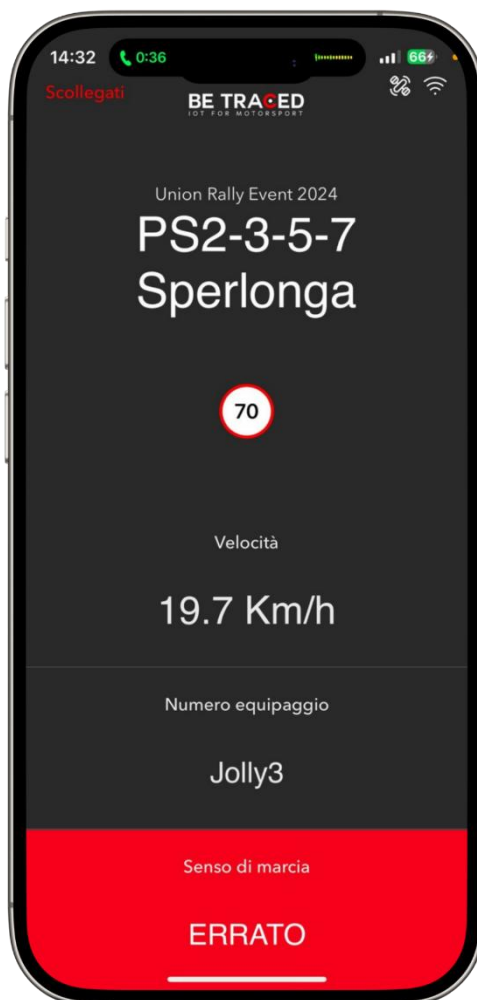 14:32
0:36
66
Scollegati
BE TRACED
IOT FOR MOTORSPORT
Union Rally Event 2024
PS2-3-5-7
Sperlonga
70
Velocità
19.7 Km/h
Numero equipaggio
Jolly3
Senso di marcia
ERRATO